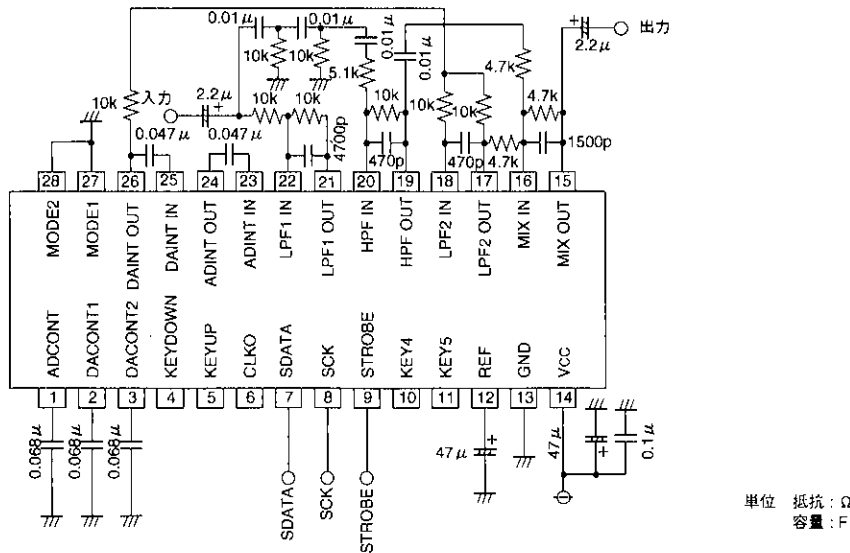 0.01μ
0.01μ
0.01μ
0.01μ
2.2μ
出力
10k
10k
5.1k
4.7k
4.7k
10k
入力
2.2μ
10k
10k
10k
10k
10k
0.047μ
0.047μ
4700p
470p
470p
4.7k
1500p
28
27
26
25
24
23
22
21
20
19
18
17
16
15
MODE2
MODE1
DAINT OUT
DAINT IN
ADINT OUT
ADINT IN
LPF1 IN
LPF1 OUT
HPF IN
HPF OUT
LPF2 IN
LPF2 OUT
MIX IN
MIX OUT
ADCONT
DACONT1
DACONT2
KEYDOWN
KEYUP
CLKO
SDATA
SCK
STROBE
KEY4
KEY5
REF
GND
VCC
1
2
3
4
5
6
7
8
9
10
11
12
13
14
0.068μ
0.068μ
0.068μ
47μ
47μ
0.1μ
SDATA
SCK
STROBE
単位 抵抗:Ω
容量:F